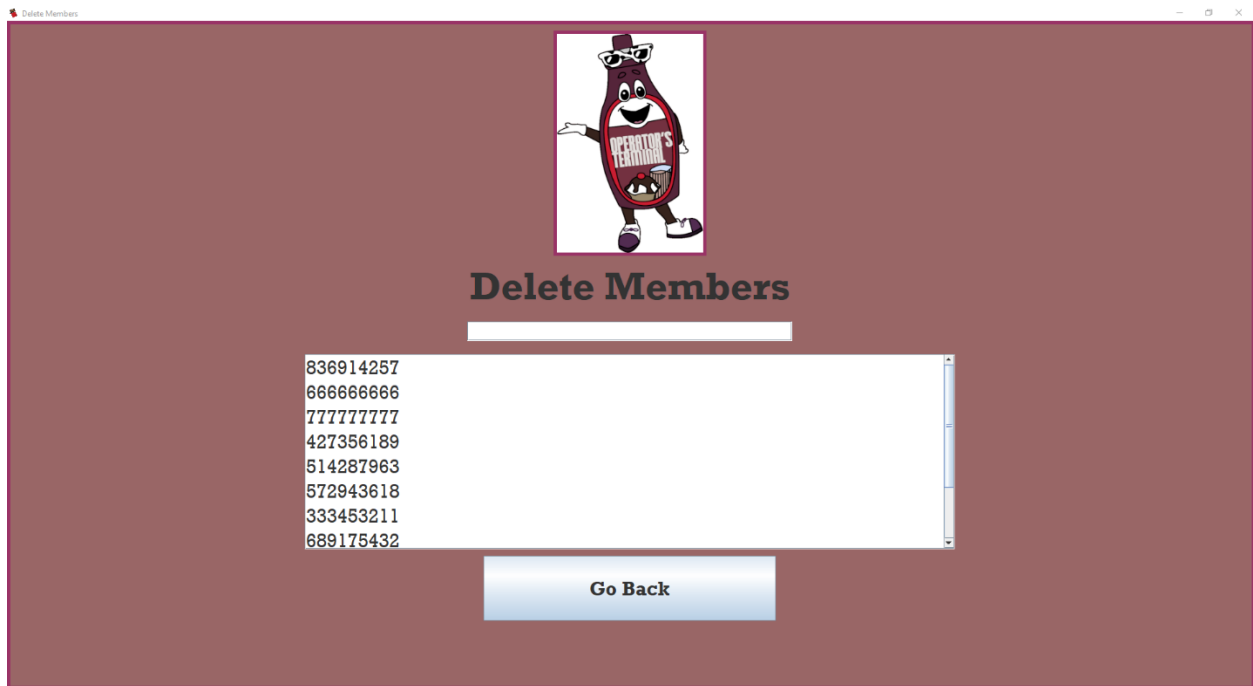 Delete Members
OPERATOR'S
TERMINAL
Delete Members
836914257
666666666
777777777
427356189
514287963
572943618
333453211
689175432
Go Back